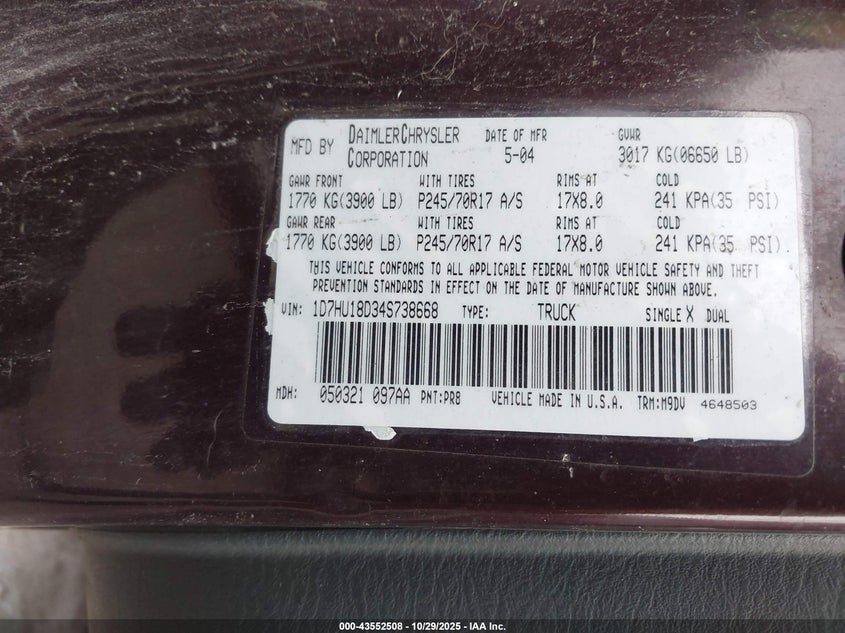 MFD BY DAIMLERCHRYSLER CORPORATION DATE OF MFR 5-04 GVWR 3017 KG(06650 LB)
GAWR FRONT WITH TIRES RIMS AT COLD
1770 KG(3900 LB) P245/70R17 A/S 17X8.0 241 KPA(35 PSI)
GAWR REAR WITH TIRES RIMS AT COLD
1770 KG(3900 LB) P245/70R17 A/S 17X8.0 241 KPA(35 PSI).
THIS VEHICLE CONFORMS TO ALL APPLICABLE FEDERAL MOTOR VEHICLE SAFETY AND THEFT
PREVENTION STANDARDS IN EFFECT ON THE DATE OF MANUFACTURE SHOWN ABOVE.
VIN: 1D7HU18D34S738668 TYPE: TRUCK SINGLE X DUAL
MDH: 050321 097AA PNT:PR8 VEHICLE MADE IN U.S.A. TRM:M9DV 4648503
000-43552508 - 10/29/2025 - IAA Inc.